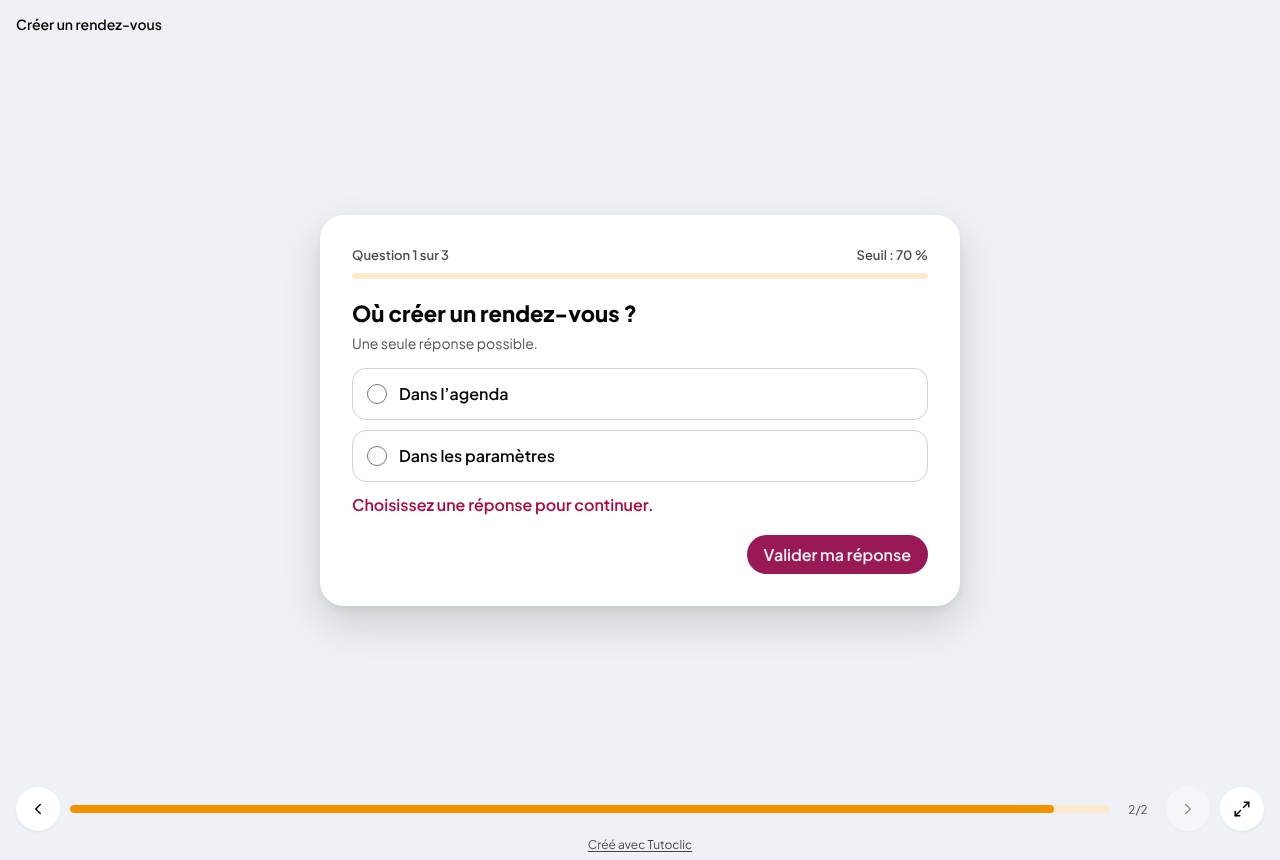 Créer un rendez-vous
Question 1 sur 3
Seuil : 70 %
Où créer un rendez-vous ?
Une seule réponse possible.
Dans l’agenda
Dans les paramètres
Choisissez une réponse pour continuer.
Valider ma réponse
2/2
Créé avec Tutoclic